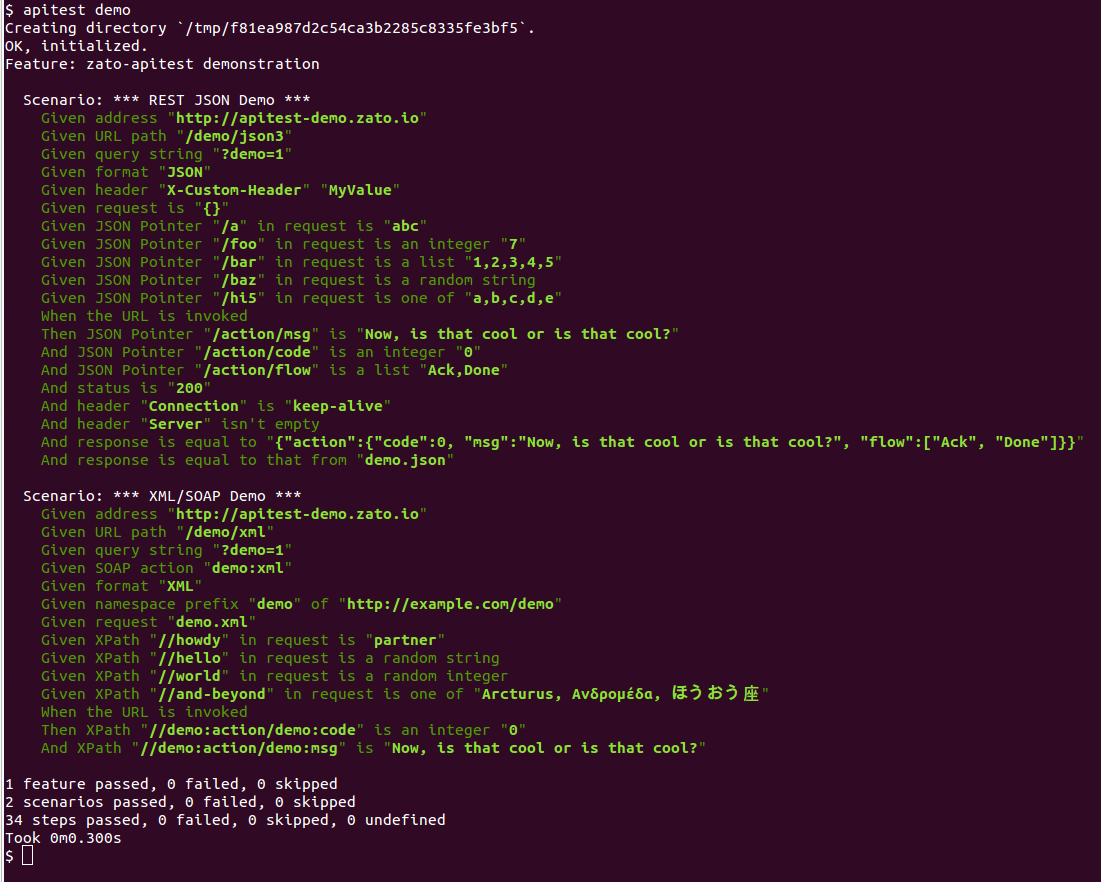 $ apitest demo
Creating directory `/tmp/f81ea987d2c54ca3b2285c8335fe3bf5`.
OK, initialized.
Feature: zato-apitest demonstration
Scenario: *** REST JSON Demo ***
Given address "http://apitest-demo.zato.io"
Given URL path "/demo/json3"
Given query string "?demo=1"
Given format "JSON"
Given header "X-Custom-Header" "MyValue"
Given request is "{}"
Given JSON Pointer "/a" in request is "abc"
Given JSON Pointer "/foo" in request is an integer "7"
Given JSON Pointer "/bar" in request is a list "1,2,3,4,5"
Given JSON Pointer "/baz" in request is a random string
Given JSON Pointer "/hi5" in request is one of "a,b,c,d,e"
When the URL is invoked
Then JSON Pointer "/action/msg" is "Now, is that cool or is that cool?"
And JSON Pointer "/action/code" is an integer "0"
And JSON Pointer "/action/flow" is a list "Ack,Done"
And status is "200"
And header "Connection" is "keep-alive"
And header "Server" isn't empty
And response is equal to "{"action":{"code":0, "msg":"Now, is that cool or is that cool?", "flow":["Ack", "Done"]}}"
And response is equal to that from "demo.json"
Scenario: *** XML/SOAP Demo ***
Given address "http://apitest-demo.zato.io"
Given URL path "/demo/xml"
Given query string "?demo=1"
Given SOAP action "demo:xml"
Given format "XML"
Given namespace prefix "demo" of "http://example.com/demo"
Given request "demo.xml"
Given XPath "//howdy" in request is "partner"
Given XPath "//hello" in request is a random string
Given XPath "//world" in request is a random integer
Given XPath "//and-beyond" in request is one of "Arcturus, Ανδρομέδα, ほうおう座"
When the URL is invoked
Then XPath "//demo:action/demo:code" is an integer "0"
And XPath "//demo:action/demo:msg" is "Now, is that cool or is that cool?"
1 feature passed, 0 failed, 0 skipped
2 scenarios passed, 0 failed, 0 skipped
34 steps passed, 0 failed, 0 skipped, 0 undefined
Took 0m0.300s
$